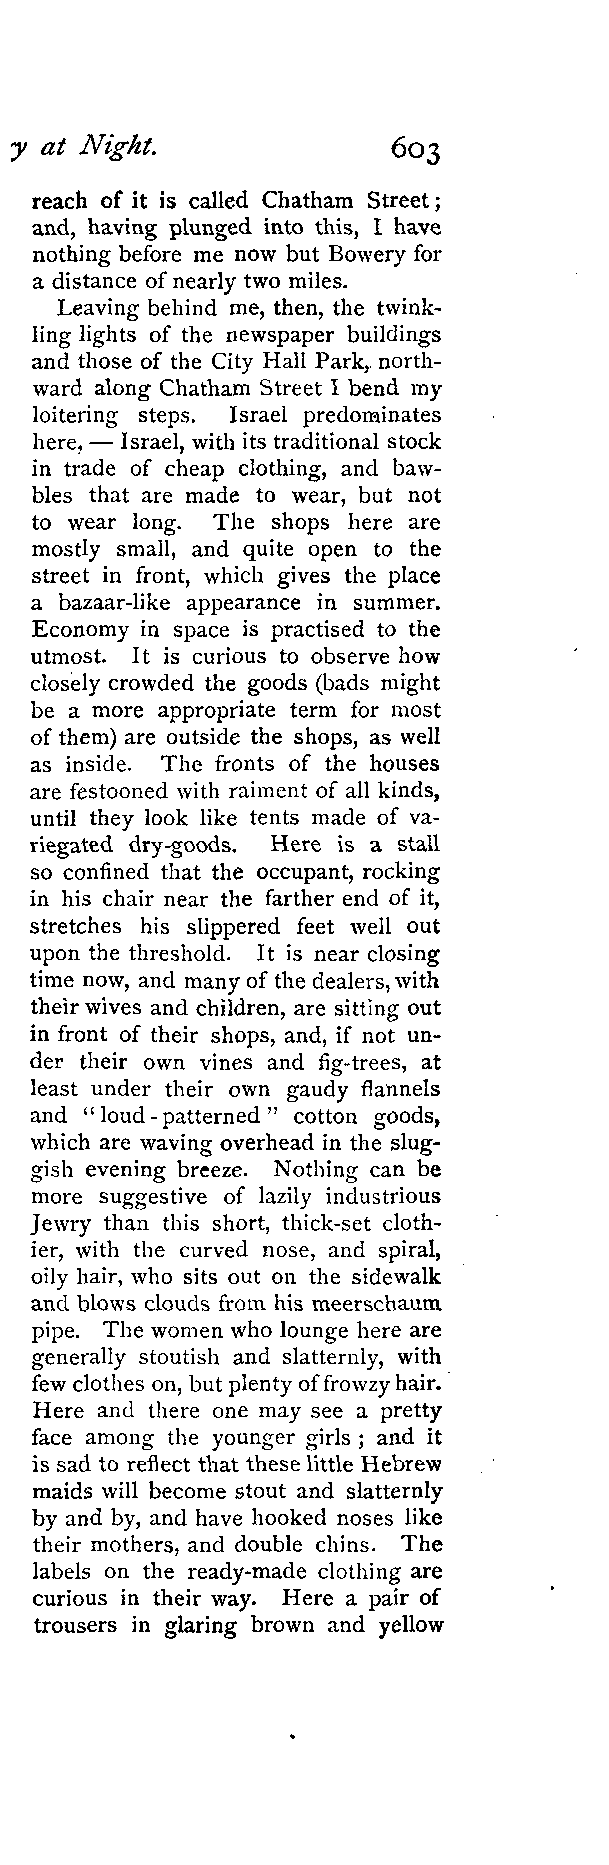 y at Night. 603
reach of it is called Chatham Street ;
and, having plunged into this, I have
nothing before me now but Bowery for
a distance of nearly two miles.
Leaving behind me, then, the twink-
ling lights of the newspaper buildings
and those of the City Hall Park, north-
ward along Chatham Street I bend my
loitering steps. Israel predominates
here, — Israel, with its traditional stock
in trade of cheap clothing, and baw-
bles that are made to wear, but not
to wear long. The shops here are
mostly small, and quite open to the
street in front, which gives the place
a bazaar-like appearance in summer.
Economy in space is practised to the
utmost. It is curious to observe how
closely crowded the goods (bads might
be a more appropriate term for most
of them) are outside the shops, as well
as inside. The fronts of the houses
are festooned with raiment of all kinds,
until they look like tents made of va-
riegated dry-goods. Here is a stall
so confined that the occupant, rocking
in his chair near the farther end of it,
stretches his slippered feet well out
upon the threshold. It is near closing
time now, and many of the dealers, with
their wives and children, are sitting out
in front of their shops, and, if not un-
der their own vines and fig-trees, at
least under their own gaudy flannels
and “loud-patterned” cotton goods,
which are waving overhead in the slug-
gish evening breeze. Nothing can be
more suggestive of lazily industrious
Jewry than this short, thick-set cloth-
ier, with the curved nose, and spiral,
oily hair, who sits out on the sidewalk
and blows clouds from his meerschaum
pipe. The women who lounge here are
generally stoutish and slatternly, with
few clothes on, but plenty of frowzy hair.
Here and there one may see a pretty
face among the younger girls ; and it
is sad to reflect that these little Hebrew
maids will become stout and slatternly
by and by, and have hooked noses like
their mothers, and double chins. The
labels on the ready-made clothing are
curious in their way. Here a pair of
trousers in glaring brown and yellow